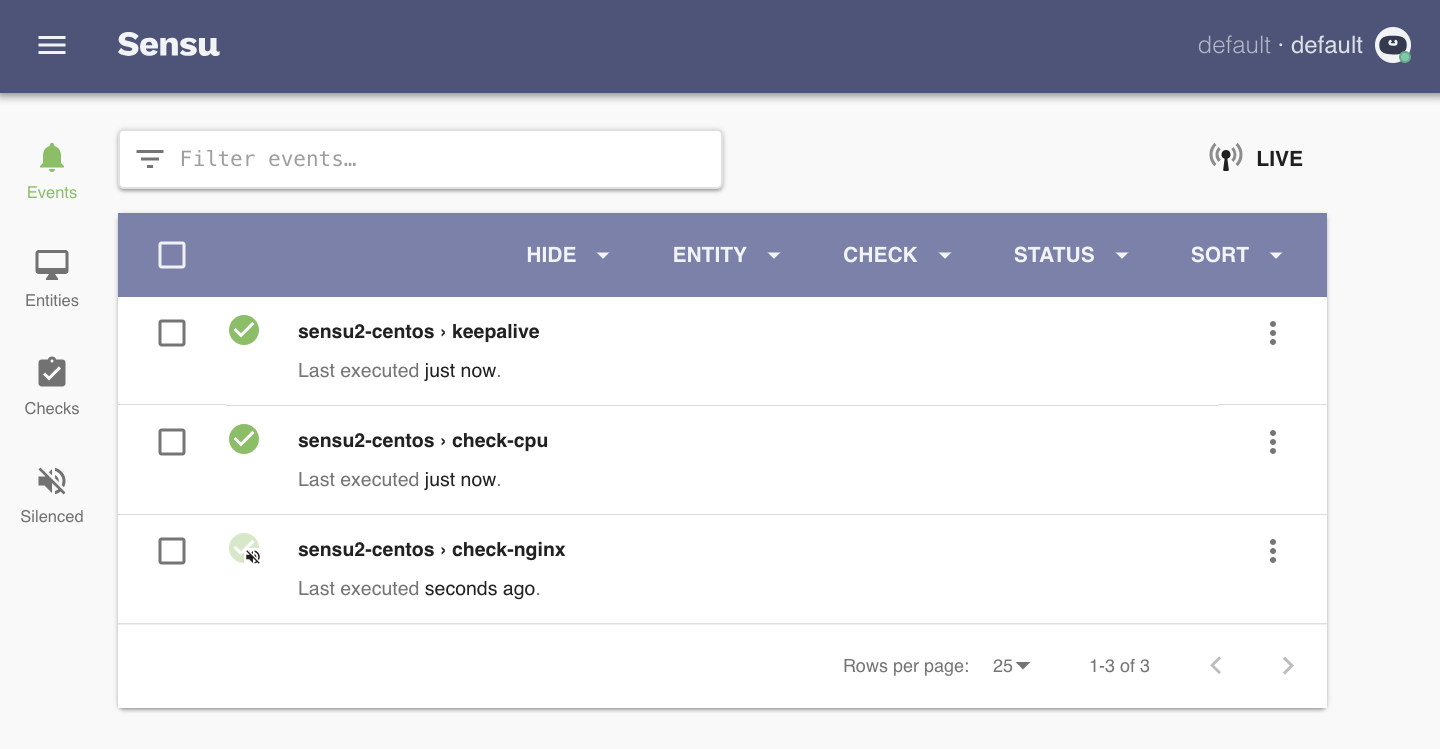 Sensu
default · default
Filter events…
LIVE
Events
Entities
Checks
Silenced
HIDE ENTITY CHECK STATUS SORT
sensu2-centos › keepalive
Last executed just now.
sensu2-centos › check-cpu
Last executed just now.
sensu2-centos › check-nginx
Last executed seconds ago.
Rows per page: 25 1-3 of 3